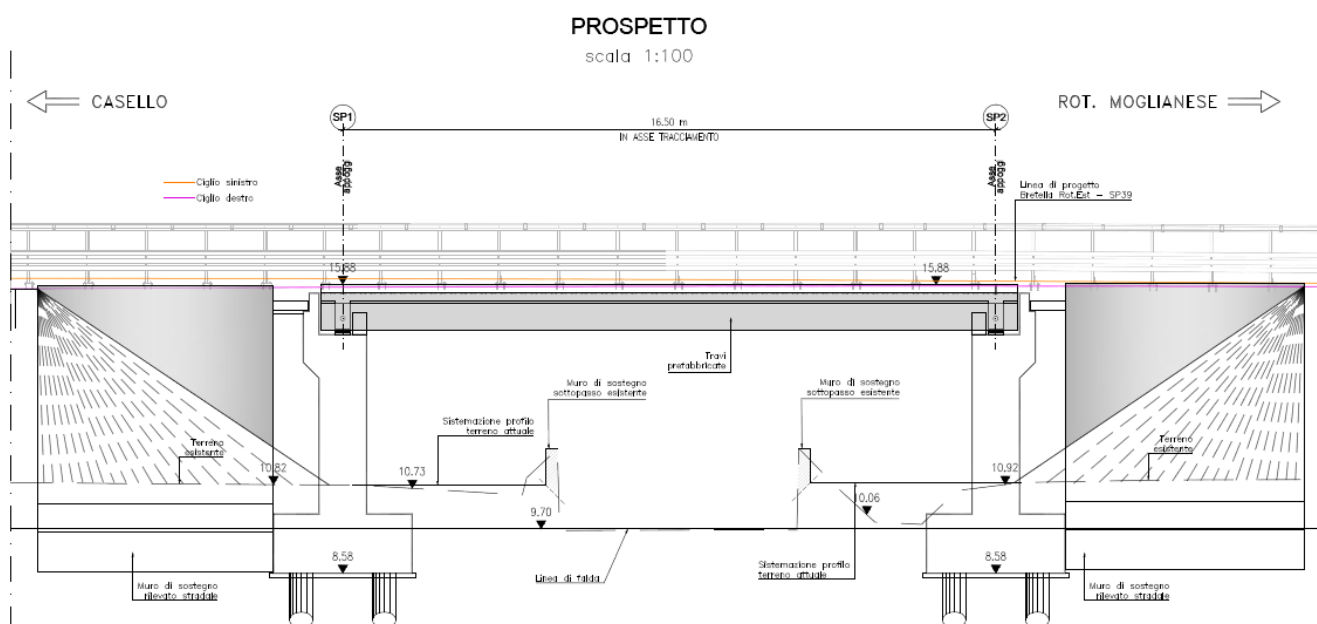 PROSPETTO
scala 1:100
CASELLO
ROT. MOGLIANESE
SP1
16.50 m
SP2
IN ASSE TRACCIAMENTO
Asse
appoggi
Asse
appoggi
Ciglio sinistro
Ciglio destro
Linea di progetto
Bretella Rot.Est - SP39
15.88
15.88
Travi
prefabbricate
Muro di sostegno
sottopasso esistente
Muro di sostegno
sottopasso esistente
Sistemazione profilo
terreno attuale
Terreno
esistente
Terreno
esistente
10.82
10.73
10.92
9.70
10.06
8.58
8.58
Linea di falda
Sistemazione profilo
terreno attuale
Muro di sostegno
rilevato stradale
Muro di sostegno
rilevato stradale